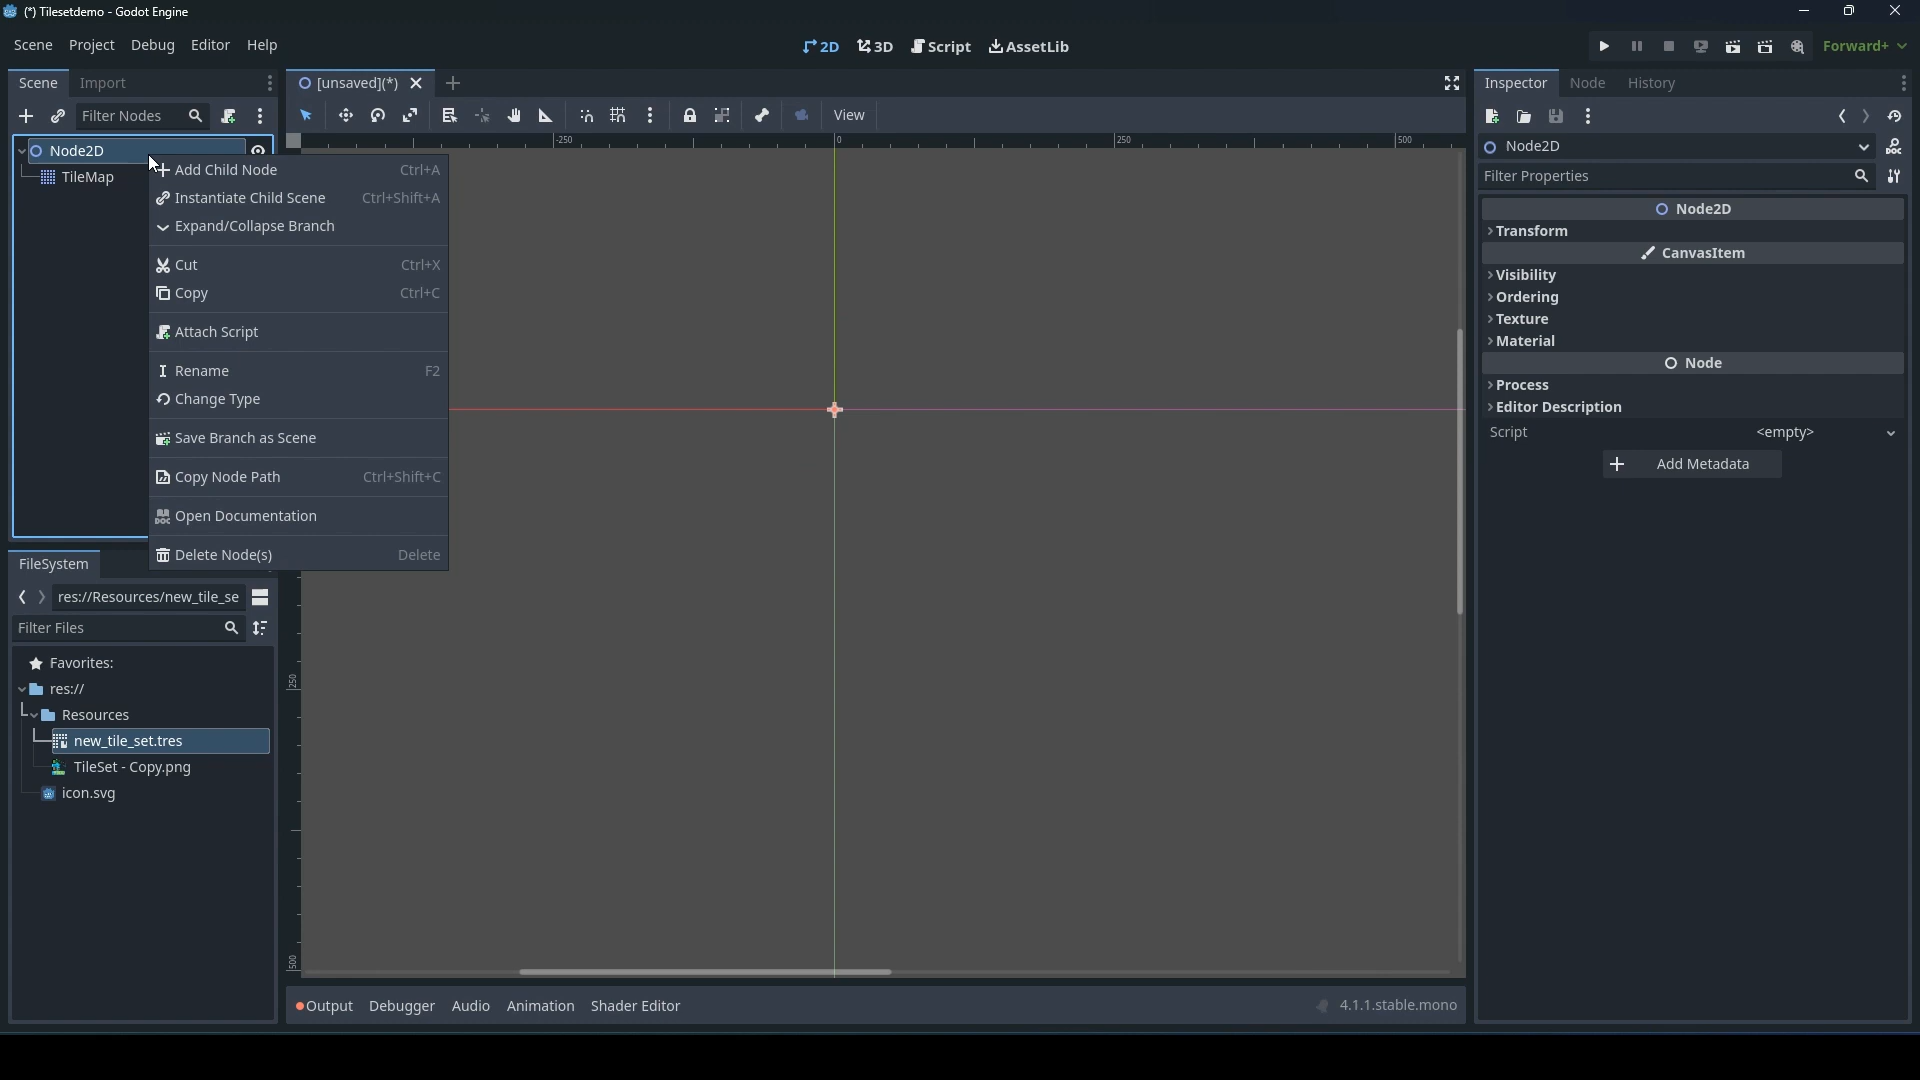 (*) Tilesetdemo - Godot Engine
Scene Project Debug Editor Help
2D 3D Script AssetLib
Forward+
Scene Import
[unsaved](*)
Inspector Node History
Filter Nodes
View
Node2D
TileMap
-250 0 250 500
Node2D
Filter Properties
Add Child Node Ctrl+A
Instantiate Child Scene Ctrl+Shift+A
Expand/Collapse Branch
Cut Ctrl+X
Copy Ctrl+C
Attach Script
Rename F2
Change Type
Save Branch as Scene
Copy Node Path Ctrl+Shift+C
Open Documentation
DOC
Delete Node(s) Delete
DOC
Node2D
Transform
CanvasItem
Visibility
Ordering
Texture
Material
Node
Process
Editor Description
Script <empty>
Add Metadata
FileSystem
res://Resources/new_tile_se
Filter Files
Favorites:
res://
Resources
new_tile_set.tres
TileSet - Copy.png
icon.svg
250
500
Output Debugger Audio Animation Shader Editor
4.1.1.stable.mono